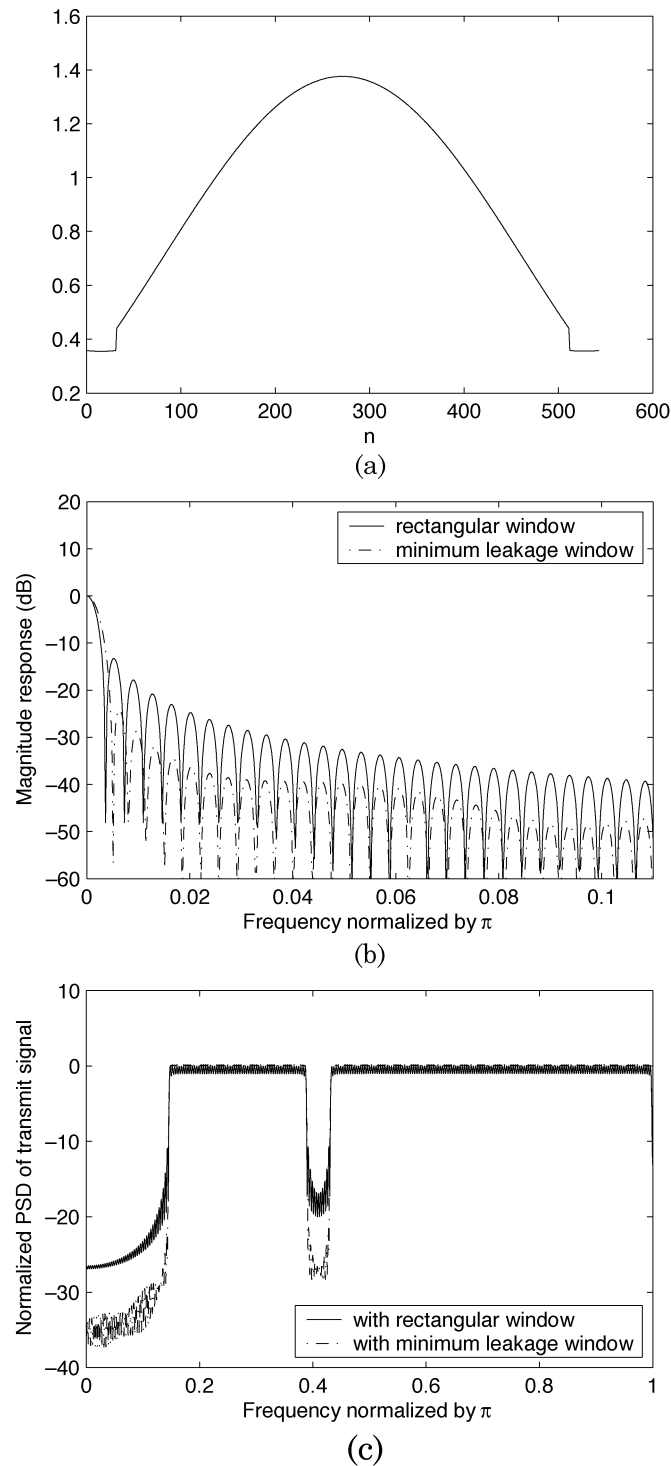 1.6
1.4
1.2
1
0.8
0.6
0.4
0.2
0 100 200 300 400 500 600
n
(a)
20
10
0
−10
−20
−30
−40
−50
−60
Magnitude response (dB)
rectangular window
minimum leakage window
0 0.02 0.04 0.06 0.08 0.1
Frequency normalized by π
(b)
10
0
−10
−20
−30
−40
Normalized PSD of transmit signal
with rectangular window
with minimum leakage window
0 0.2 0.4 0.6 0.8 1
Frequency normalized by π
(c)